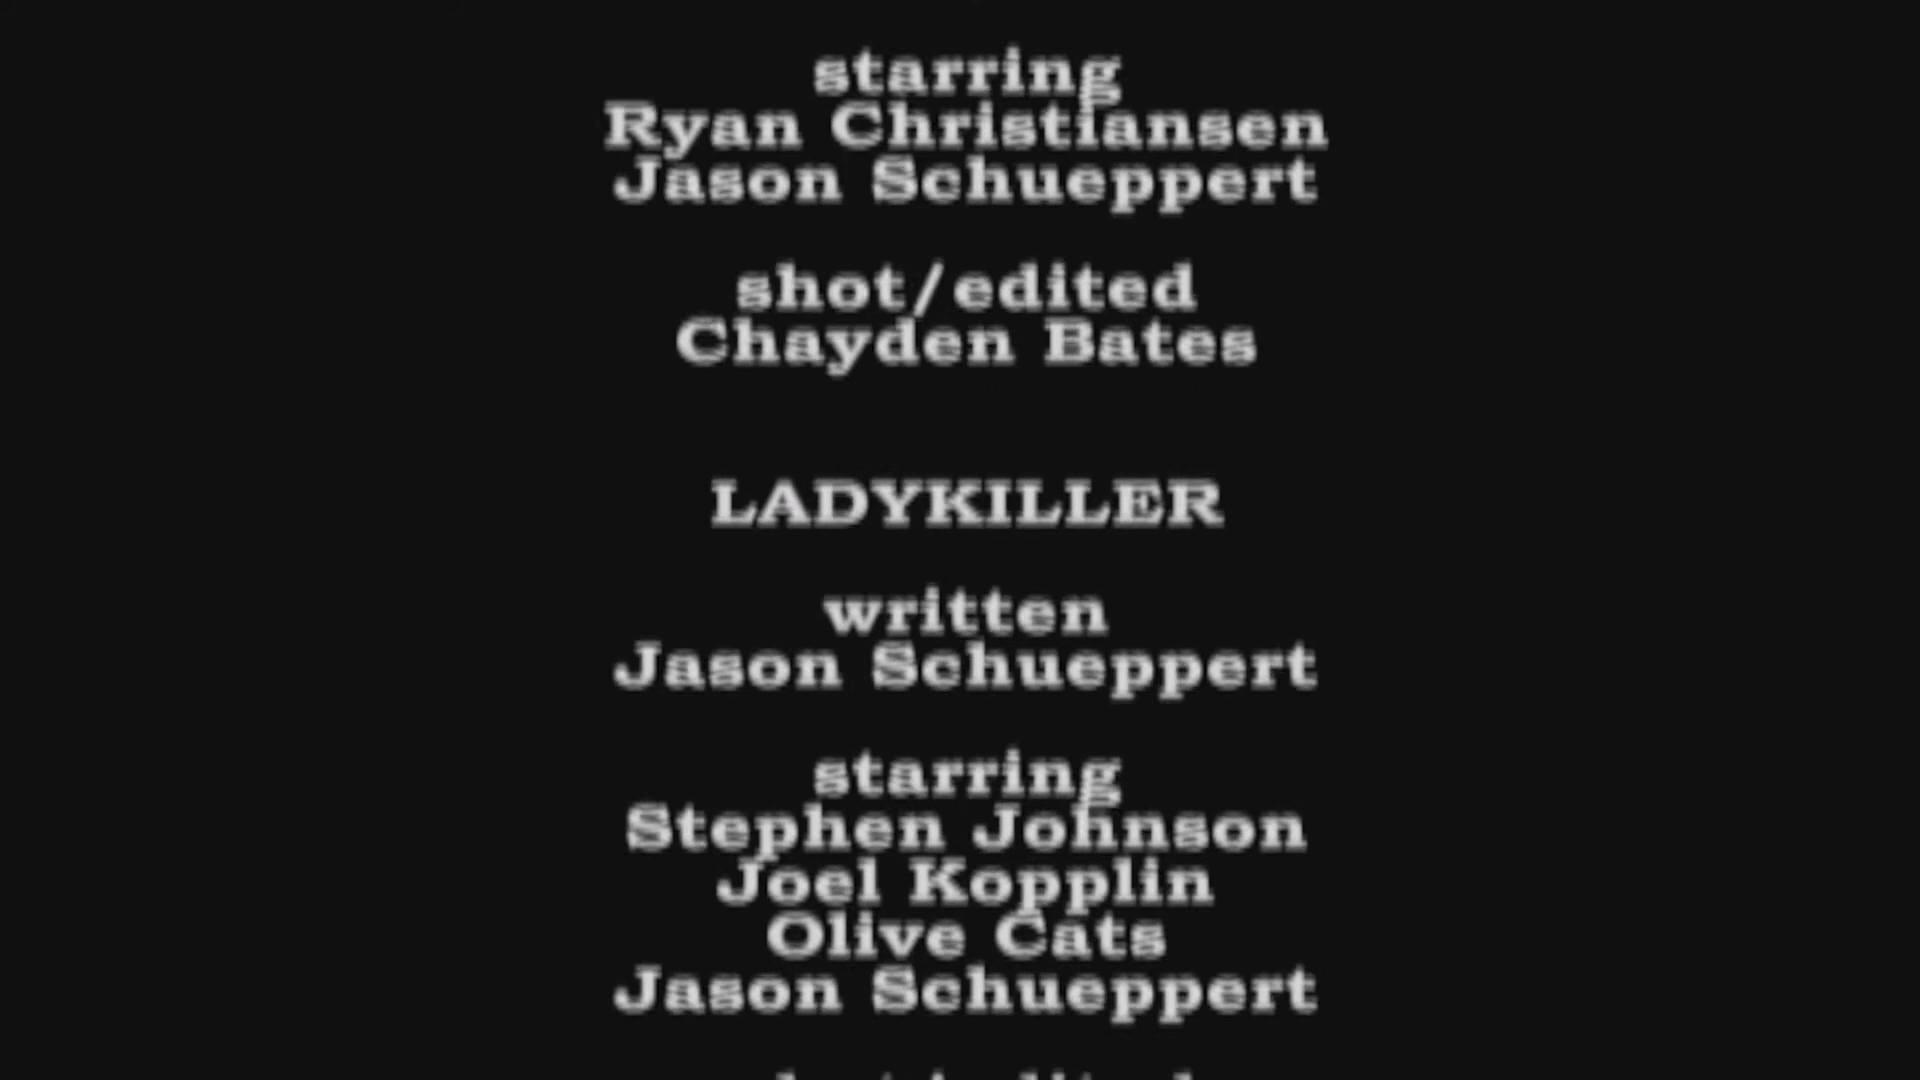 starring
Ryan Christiansen
Jason Schueppert
shot/edited
Chayden Bates
LADYKILLER
written
Jason Schueppert
starring
Stephen Johnson
Joel Kopplin
Olive Cats
Jason Schueppert